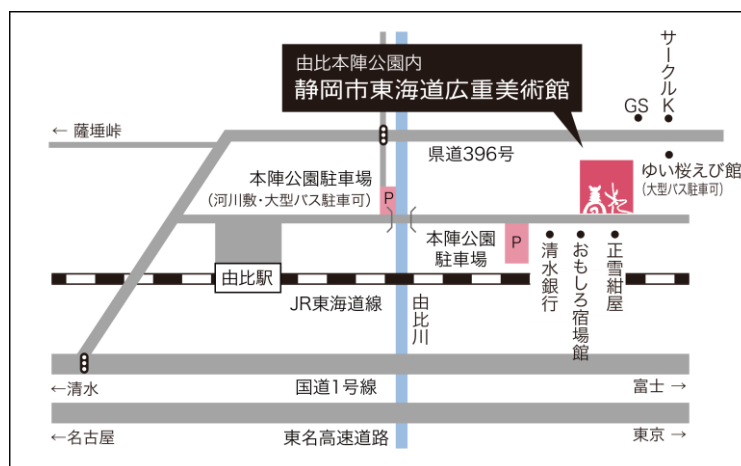 由比本陣公園内
静岡市東海道広重美術館
サークルK
GS
← 薩埵峠
県道396号
本陣公園駐車場
（河川敷・大型バス駐車可）
P
ゆい桜えび館
（大型バス駐車可）
本陣公園
駐車場
P
清水銀行
おもしろ宿場館
正雪紺屋
由比駅
JR東海道線
由比川
←清水
国道1号線
富士→
←名古屋
東名高速道路
東京→